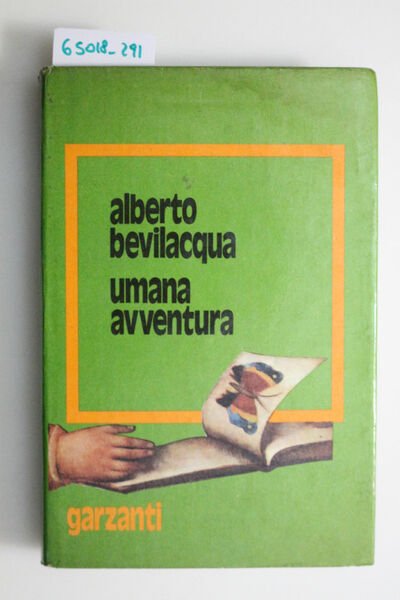 65018_291
alberto
bevilacqua
umana
avventura
garzanti